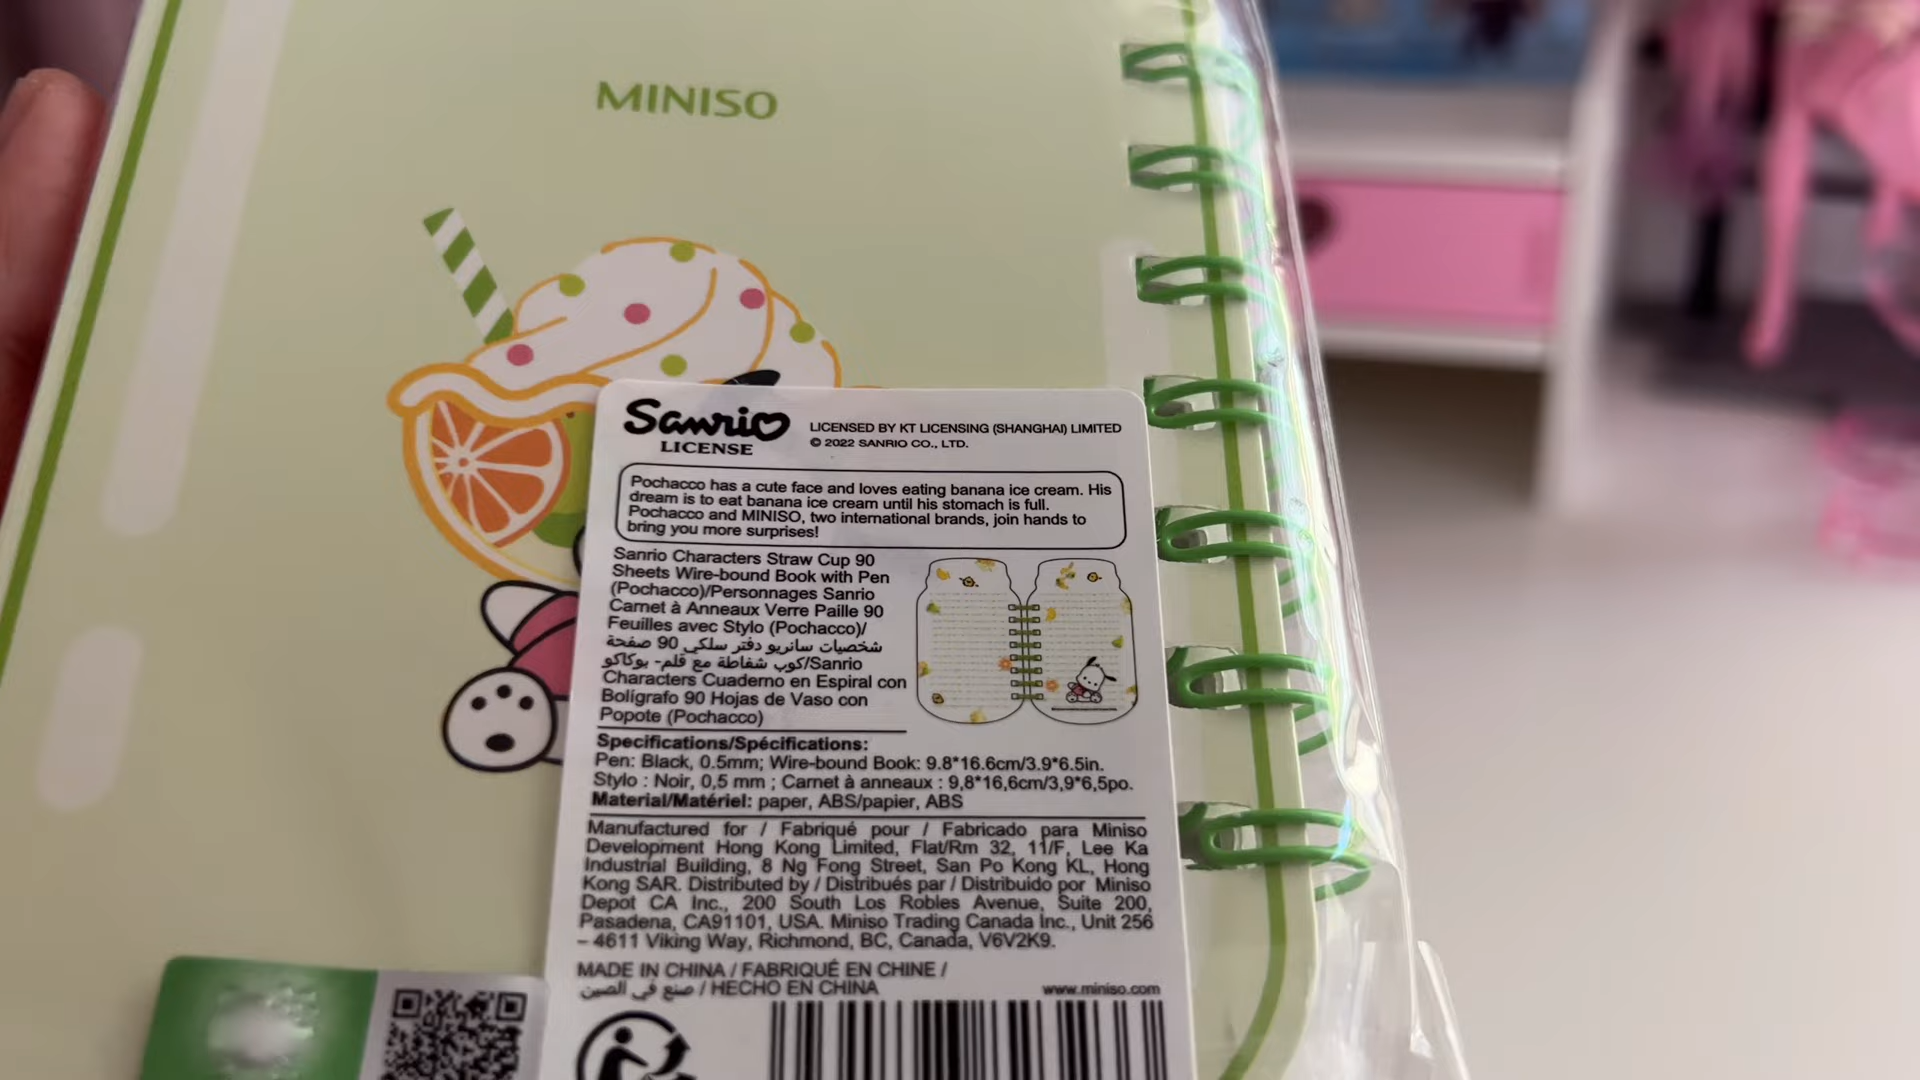 MINISO
Sanrio
LICENSE
LICENSED BY KT LICENSING (SHANGHAI) LIMITED
© 2022 SANRIO CO., LTD.
Pochacco has a cute face and loves eating banana ice cream. His
dream is to eat banana ice cream until his stomach is full.
Pochacco and MINISO, two international brands, join hands to
bring you more surprises!
Sanrio Characters Straw Cup 90
Sheets Wire-bound Book with Pen
(Pochacco)/Personnages Sanrio
Carnet à Anneaux Verre Paille 90
Feuilles avec Stylo (Pochacco)/
شخصيات سانريو دفتر سلكي 90 صفحة
كوب شفاطة مع قلم- بوكاكو/Sanrio
Characters Cuaderno en Espiral con
Bolígrafo 90 Hojas de Vaso con
Popote (Pochacco)
Specifications/Spécifications:
Pen: Black, 0.5mm; Wire-bound Book: 9.8*16.6cm/3.9*6.5in.
Stylo : Noir, 0,5 mm ; Carnet à anneaux : 9,8*16,6cm/3,9*6,5po.
Material/Matériel: paper, ABS/papier, ABS
Manufactured for / Fabriqué pour / Fabricado para Miniso
Development Hong Kong Limited, Flat/Rm 32, 11/F, Lee Ka
Industrial Building, 8 Ng Fong Street, San Po Kong KL, Hong
Kong SAR. Distributed by / Distribués par / Distribuido por Miniso
Depot CA Inc., 200 South Los Robles Avenue, Suite 200,
Pasadena, CA91101, USA. Miniso Trading Canada Inc., Unit 256
– 4611 Viking Way, Richmond, BC, Canada, V6V2K9.
MADE IN CHINA / FABRIQUÉ EN CHINE /
صنع في الصين / HECHO EN CHINA
www.miniso.com